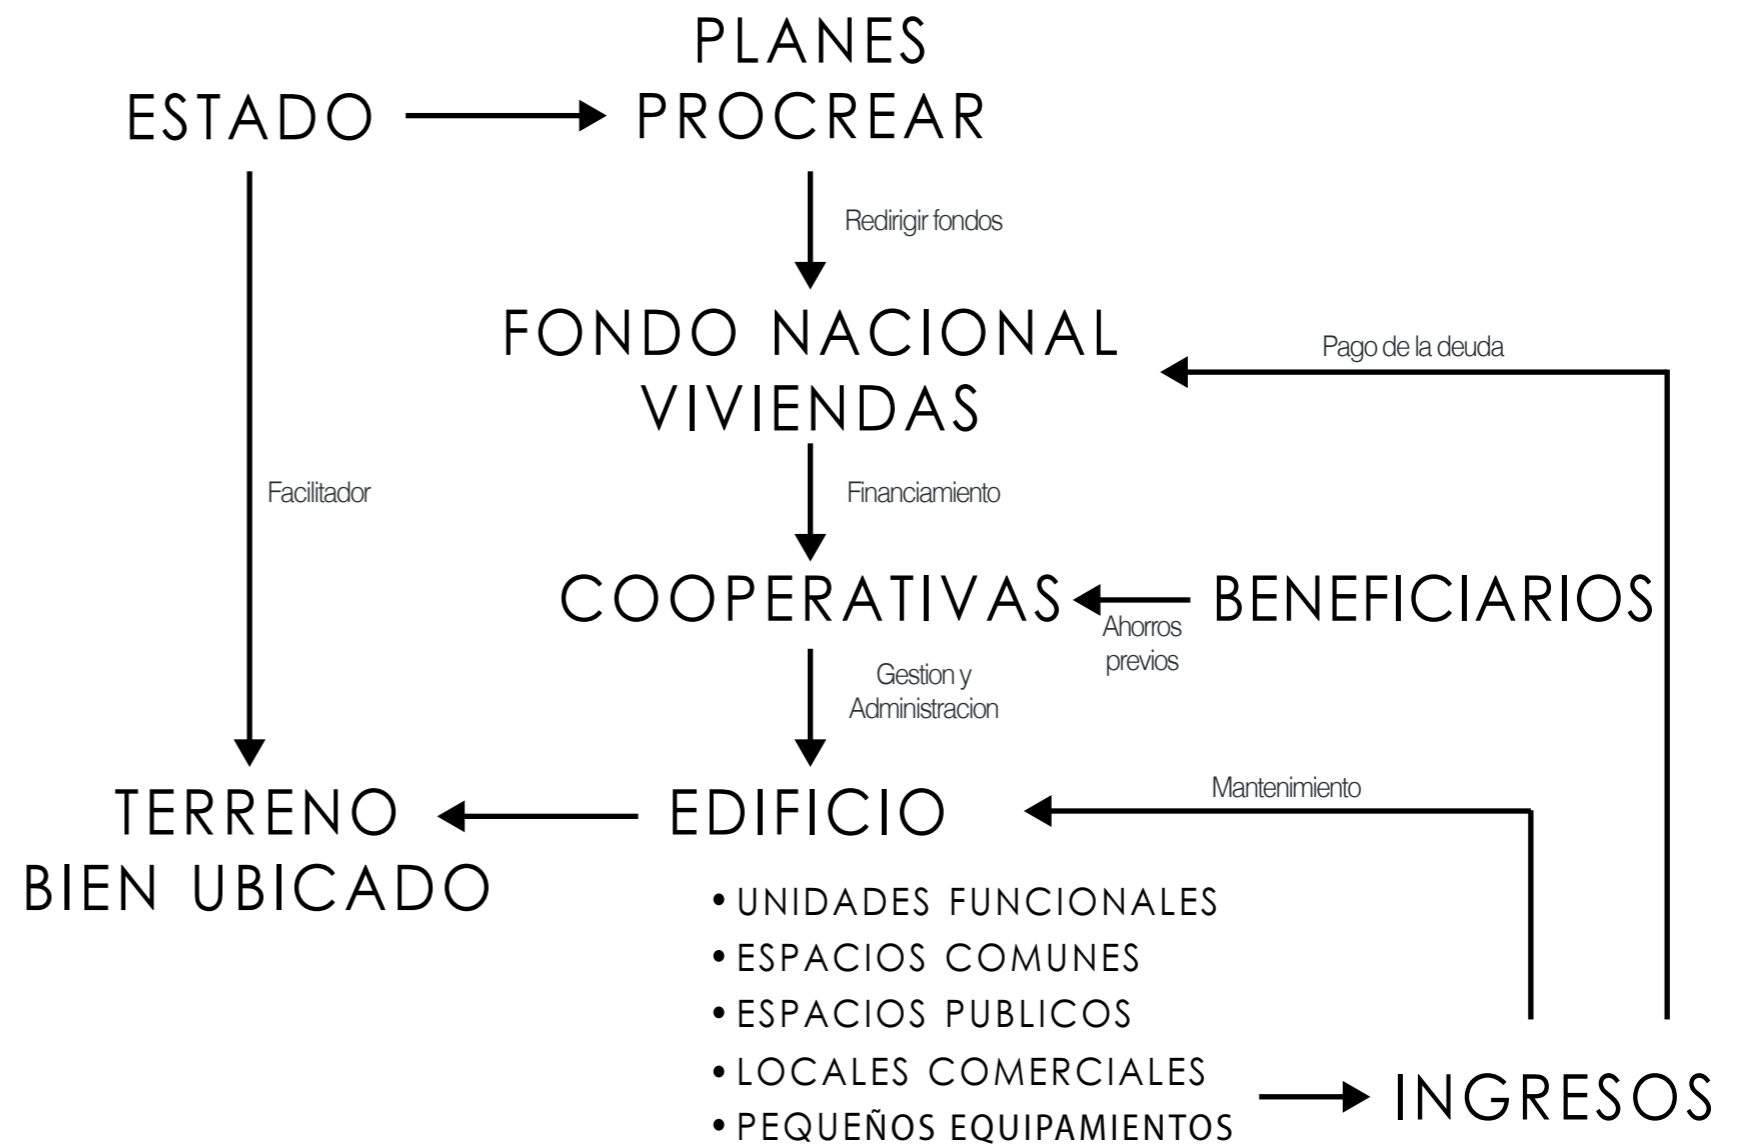 PLANES
PROCREAR
ESTADO
Redirigir fondos
FONDO NACIONAL
VIVIENDAS
Pago de la deuda
Facilitador
Financiamiento
COOPERATIVAS
BENEFICIARIOS
Ahorros
previos
Gestion y
Administracion
TERRENO
BIEN UBICADO
EDIFICIO
Mantenimiento
• UNIDADES FUNCIONALES
• ESPACIOS COMUNES
• ESPACIOS PUBLICOS
• LOCALES COMERCIALES
• PEQUEÑOS EQUIPAMIENTOS
INGRESOS